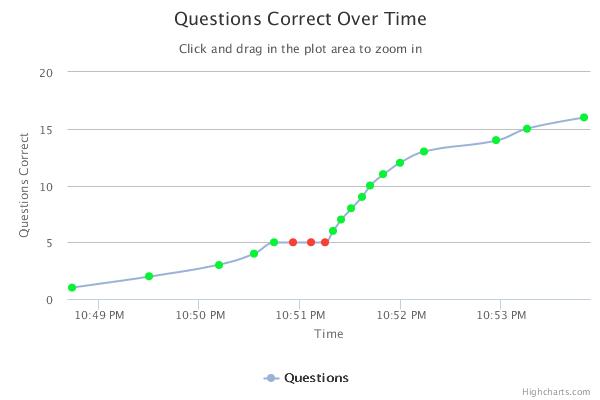 Questions Correct Over Time
Click and drag in the plot area to zoom in
Questions Correct
20
15
10
5
0
10:49 PM 10:50 PM 10:51 PM 10:52 PM 10:53 PM
Time
Questions
Highcharts.com